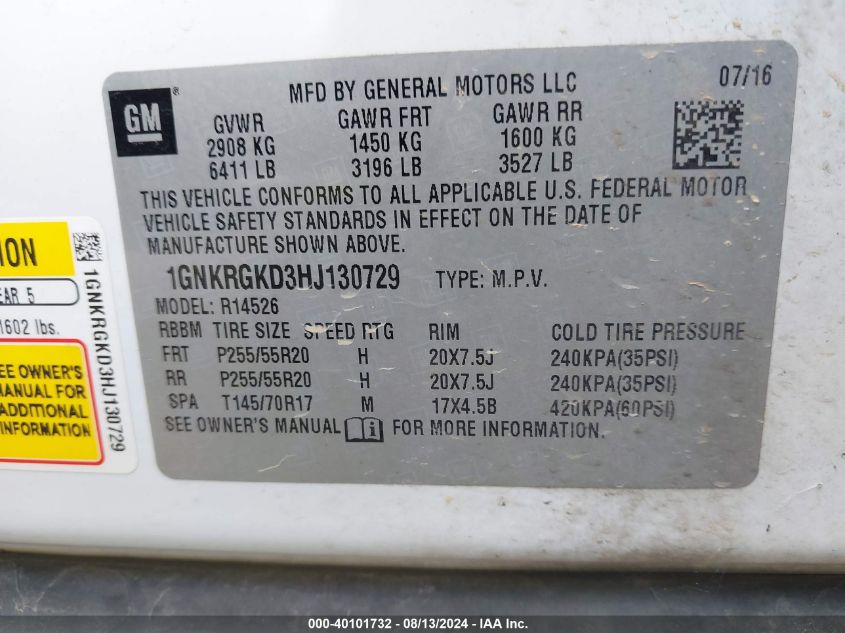 MFD BY GENERAL MOTORS LLC 07/16
GM ®
GVWR GAWR FRT GAWR RR
2908 KG 1450 KG 1600 KG
6411 LB 3196 LB 3527 LB
THIS VEHICLE CONFORMS TO ALL APPLICABLE U.S. FEDERAL MOTOR
VEHICLE SAFETY STANDARDS IN EFFECT ON THE DATE OF
MANUFACTURE SHOWN ABOVE.
1GNKRGKD3HJ130729 TYPE: M.P.V.
MODEL: R14526
RBBM TIRE SIZE SPEED RTG RIM COLD TIRE PRESSURE
FRT P255/55R20 H 20X7.5J 240KPA(35PSI)
RR P255/55R20 H 20X7.5J 240KPA(35PSI)
SPA T145/70R17 M 17X4.5B 420KPA(60PSI)
SEE OWNER'S MANUAL i FOR MORE INFORMATION.
ION
EAR 5
1602 lbs.
SEE OWNER'S
MANUAL FOR
ADDITIONAL
INFORMATION
1GNKRGKD3HJ130729
000-40101732 - 08/13/2024 - IAAI.com